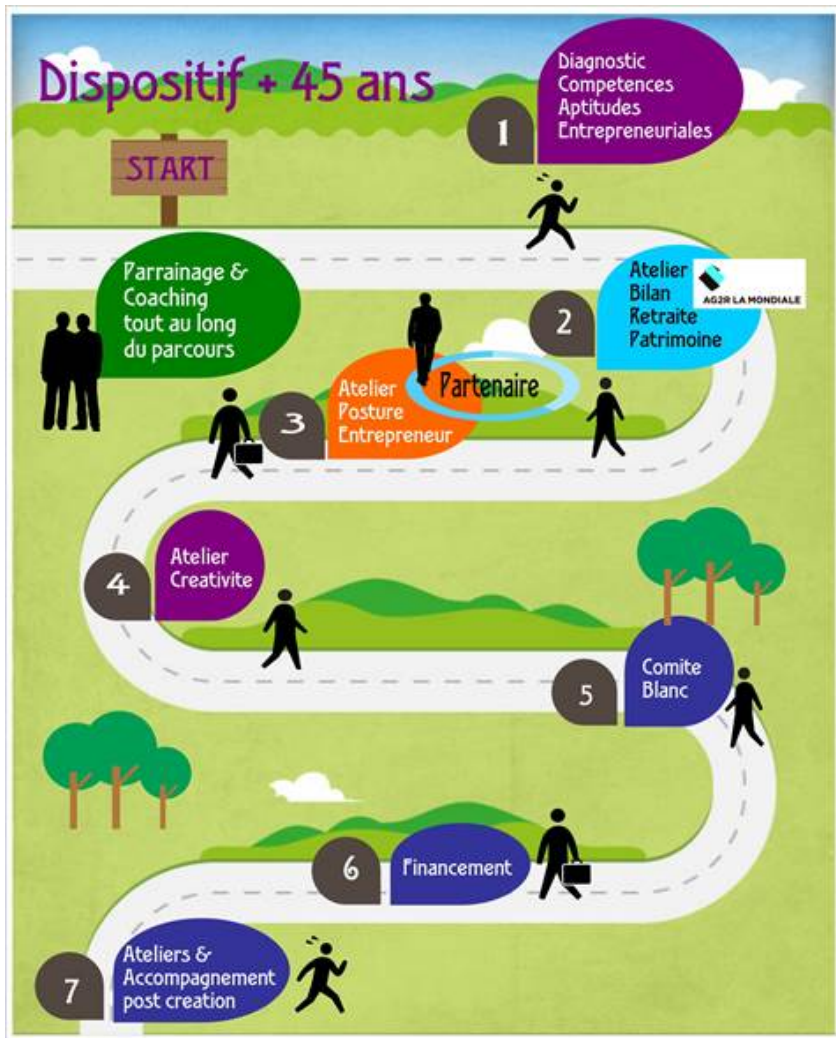 Dispositif + 45 ans
1
Diagnostic
Competences
Aptitudes
Entrepreneuriales
START
Parrainage &
Coaching
tout au long
du parcours
2
Atelier
Bilan
Retraite
Patrimoine
AG2R LA MONDIALE
3
Atelier
Posture
Entrepreneur
Partenaire
4
Atelier
Creativite
5
Comite
Blanc
6
Financement
7
Ateliers &
Accompagnement
post creation